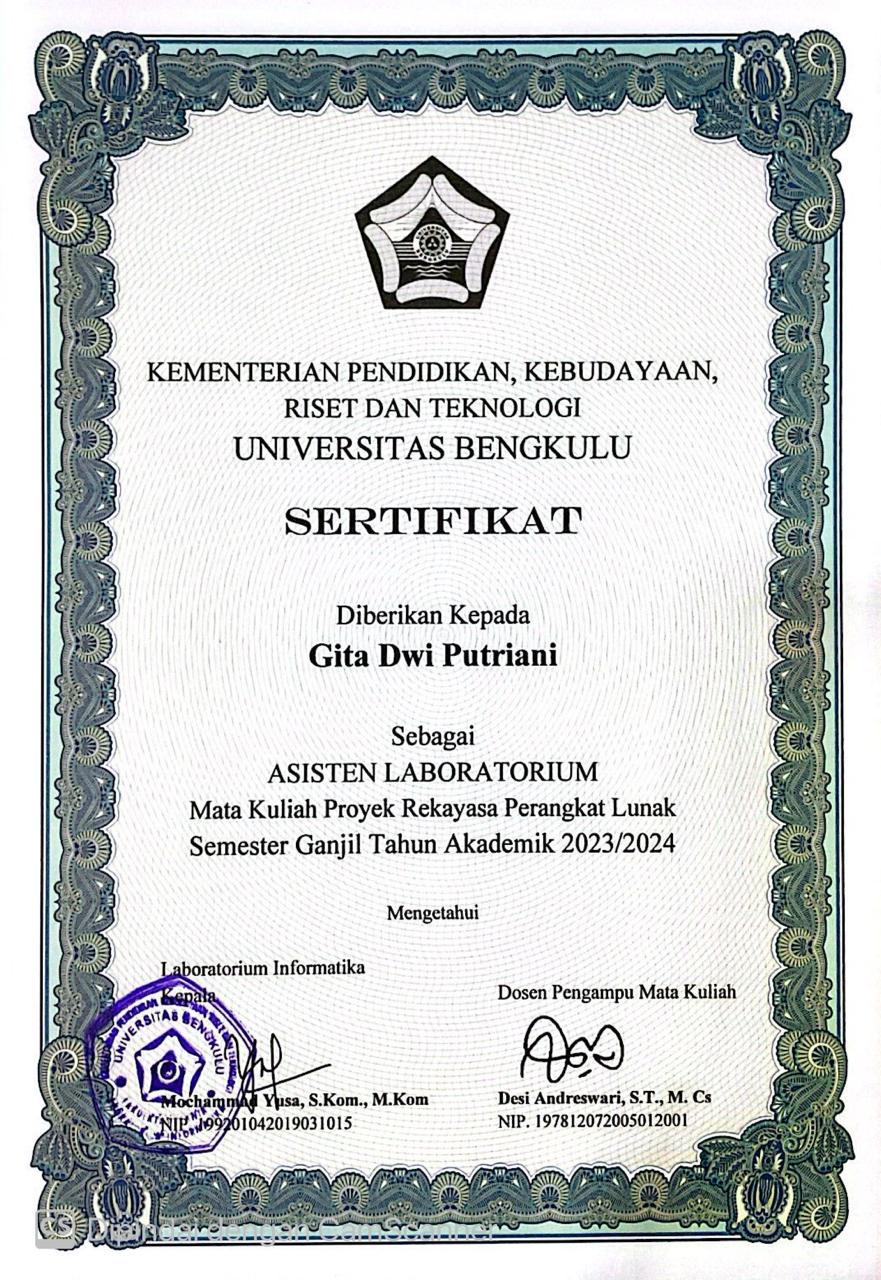 KEMENTERIAN PENDIDIKAN, KEBUDAYAAN,
RISET DAN TEKNOLOGI
UNIVERSITAS BENGKULU
SERTIFIKAT
Diberikan Kepada
Gita Dwi Putriani
Sebagai
ASISTEN LABORATORIUM
Mata Kuliah Proyek Rekayasa Perangkat Lunak
Semester Ganjil Tahun Akademik 2023/2024
Mengetahui
Laboratorium Informatika
Kepala
UNIVERSITAS BENGKULU
Mochammad Yusa, S.Kom., M.Kom
NIP. 199201042019031015
Dosen Pengampu Mata Kuliah
Desi Andreswari, S.T., M. Cs
NIP. 197812072005012001
CS Dipindai dengan CamScanner